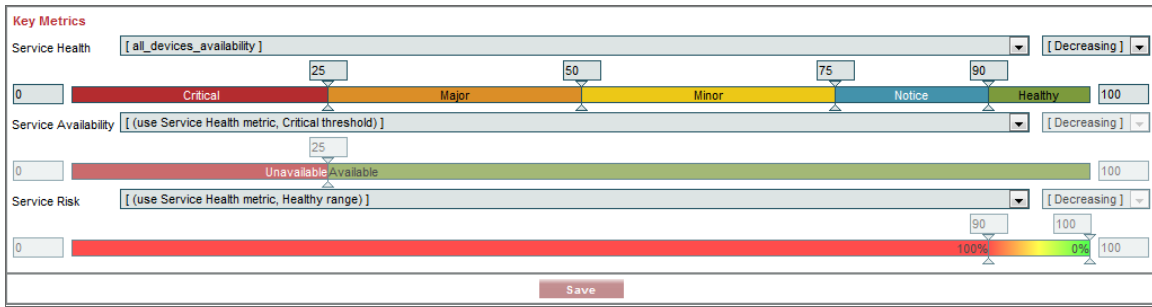 Key Metrics
Service Health [ all_devices_availability ] [ Decreasing ]
25 50 75 90
0 Critical Major Minor Notice Healthy 100
Service Availability [ (use Service Health metric, Critical threshold) ] [ Decreasing ]
25
0 Unavailable Available 100
Service Risk [ (use Service Health metric, Healthy range) ] [ Decreasing ]
90 100
0 100% 0% 100
Save